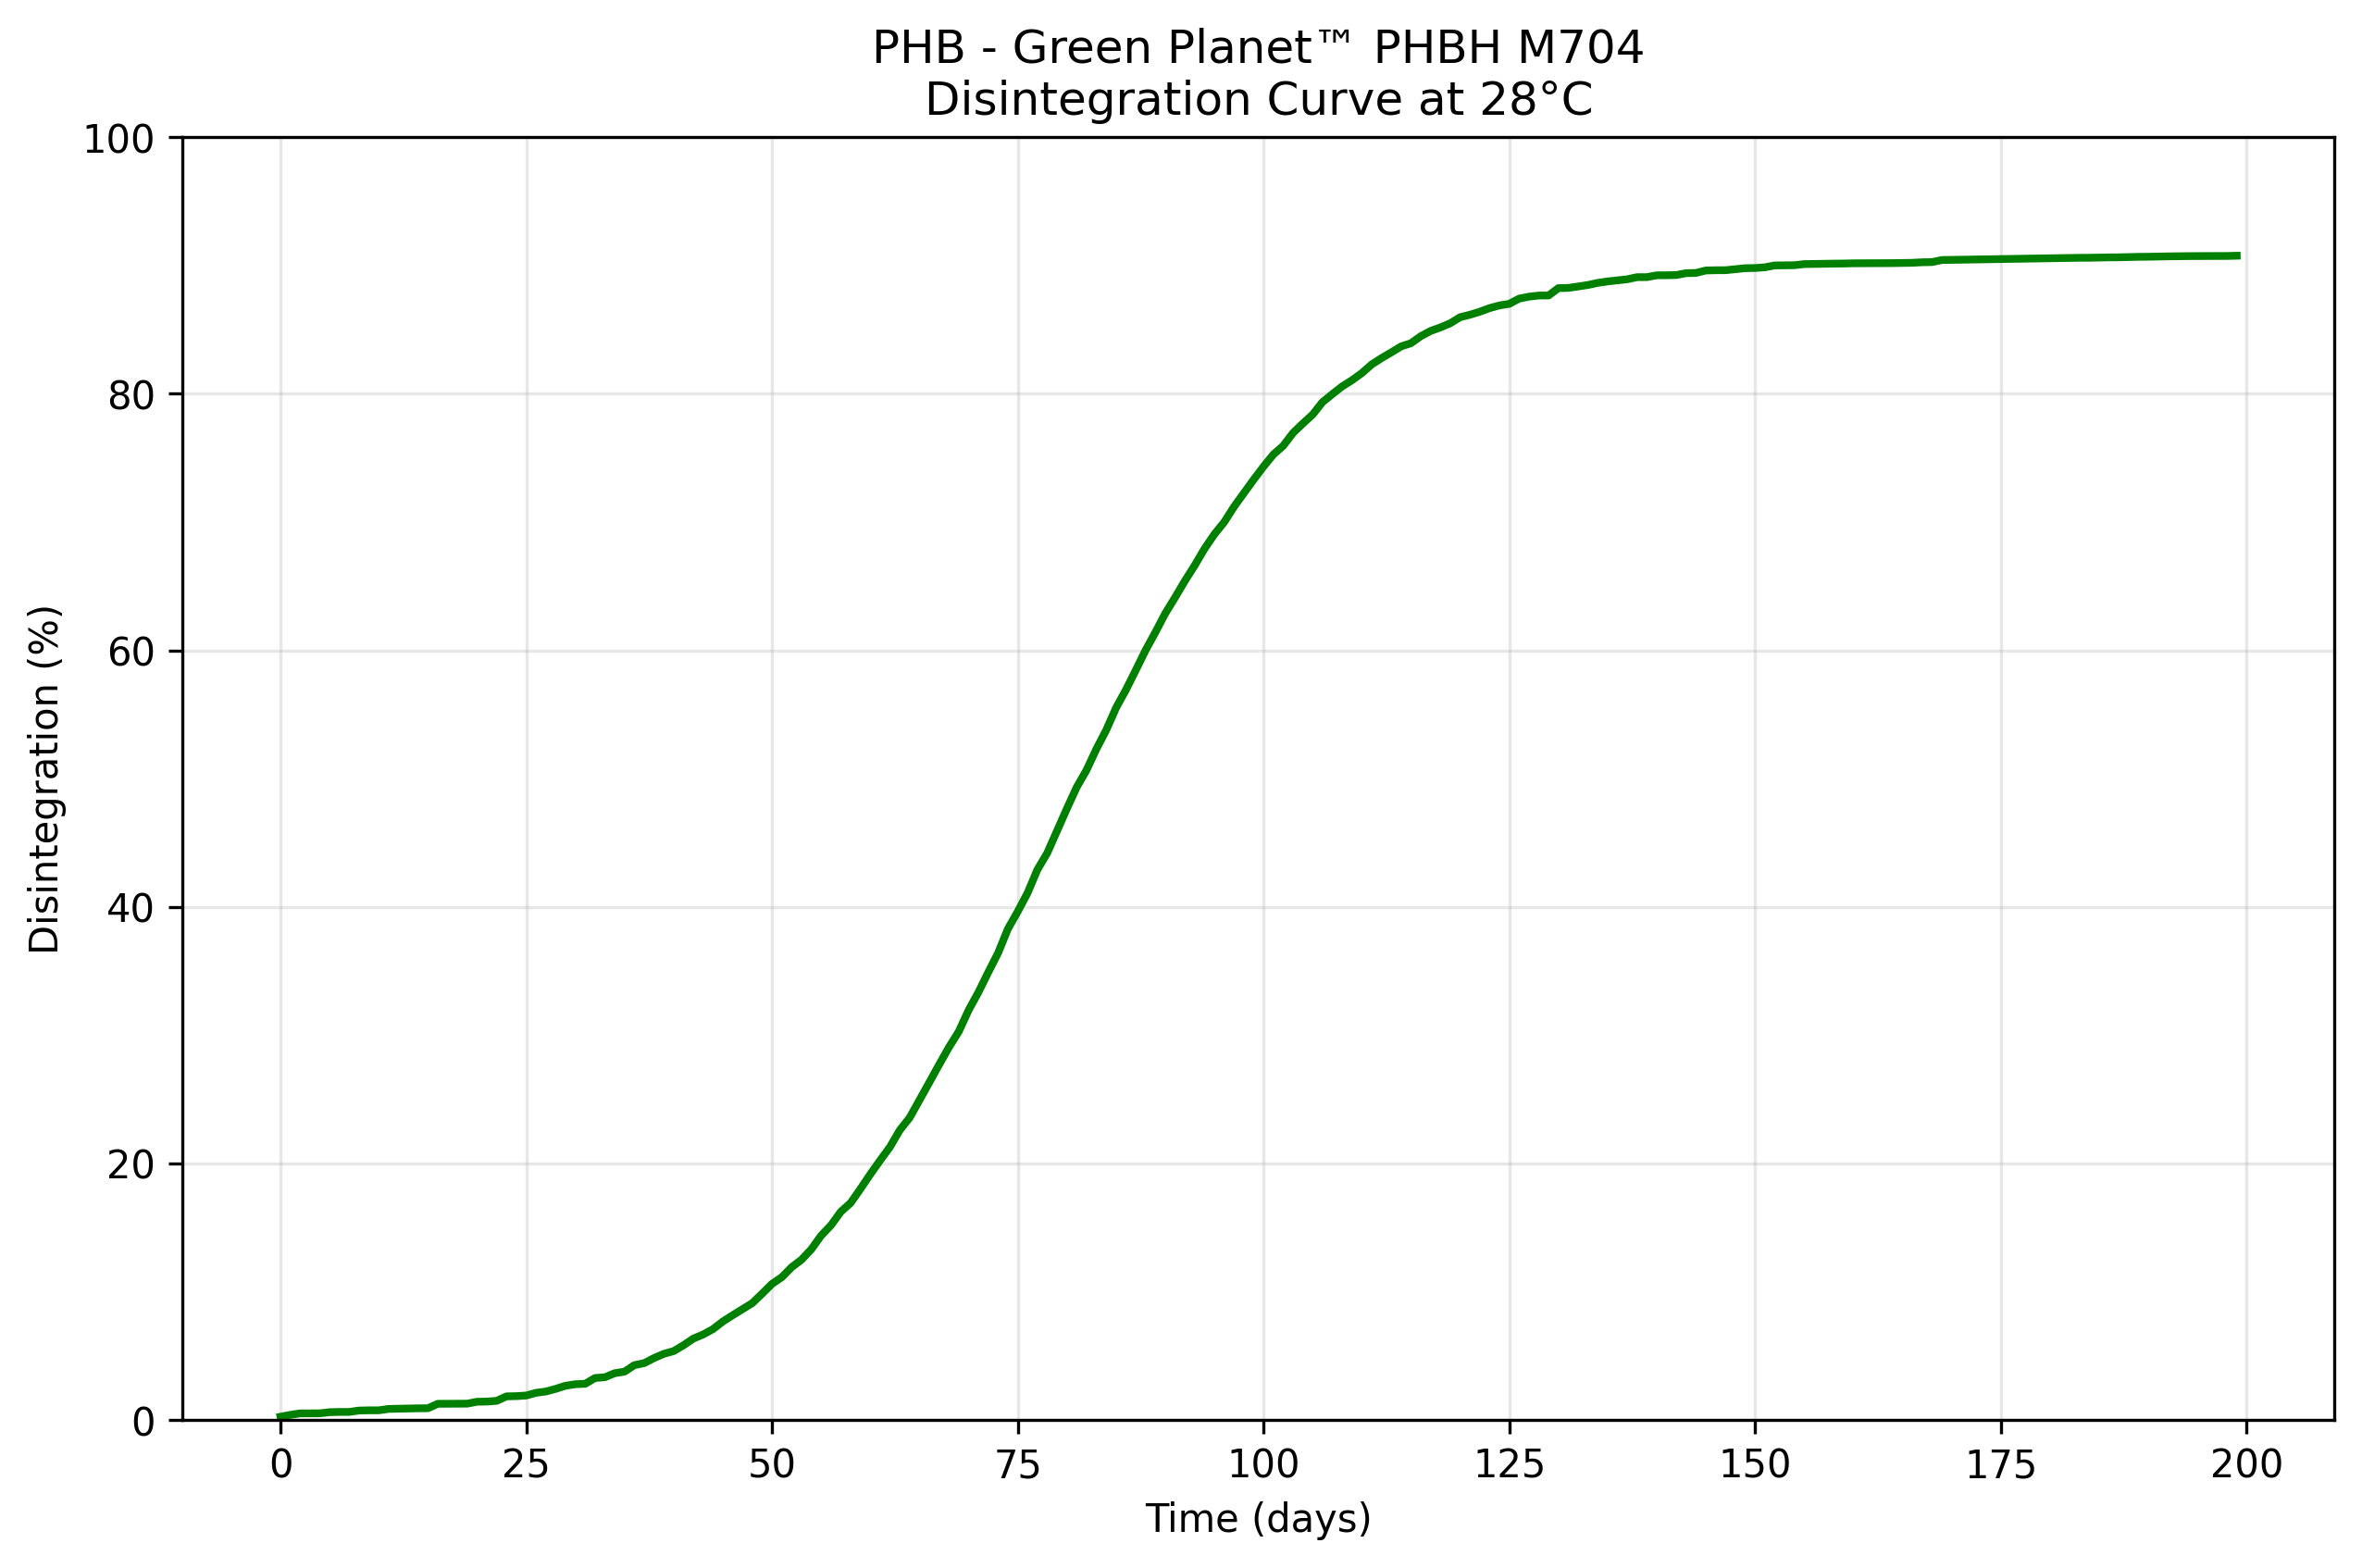 PHB - Green Planet™ PHBH M704
Disintegration Curve at 28°C
100
80
60
40
20
0
Disintegration (%)
0 25 50 75 100 125 150 175 200
Time (days)